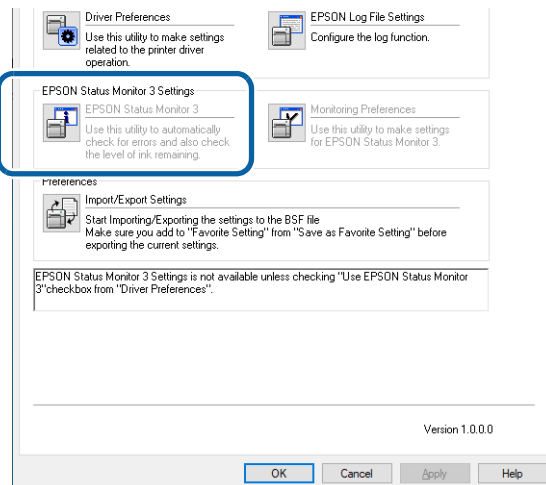 Driver Preferences
Use this utility to make settings
related to the printer driver
operation.
EPSON Log File Settings
Configure the log function.
EPSON Status Monitor 3 Settings
EPSON Status Monitor 3
Use this utility to automatically
check for errors and also check
the level of ink remaining.
Monitoring Preferences
Use this utility to make settings
for EPSON Status Monitor 3.
Preferences
Import/Export Settings
Start Importing/Exporting the settings to the BSF file
Make sure you add to "Favorite Setting" from "Save as Favorite Setting" before
exporting the current settings.
EPSON Status Monitor 3 Settings is not available unless checking "Use EPSON Status Monitor
3"checkbox from "Driver Preferences".
Version 1.0.0.0
OK Cancel Apply Help